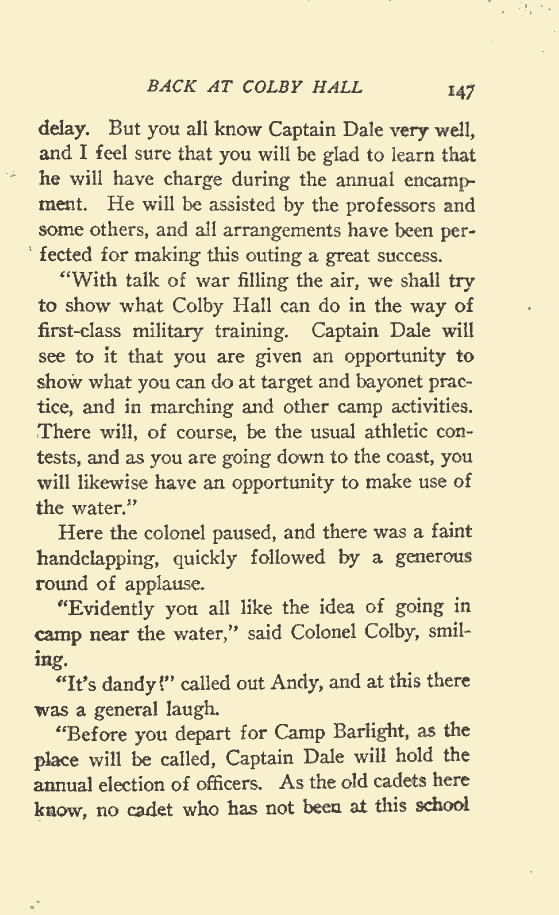 BACK AT COLBY HALL 147
delay. But you all know Captain Dale very well,
and I feel sure that you will be glad to learn that
he will have charge during the annual encamp-
ment. He will be assisted by the professors and
some others, and all arrangements have been per-
fected for making this outing a great success.
"With talk of war filling the air, we shall try
to show what Colby Hall can do in the way of
first-class military training. Captain Dale will
see to it that you are given an opportunity to
show what you can do at target and bayonet prac-
tice, and in marching and other camp activities.
There will, of course, be the usual athletic con-
tests, and as you are going down to the coast, you
will likewise have an opportunity to make use of
the water."
Here the colonel paused, and there was a faint
handclapping, quickly followed by a generous
round of applause.
"Evidently you all like the idea of going in
camp near the water," said Colonel Colby, smil-
ing.
"It's dandy!" called out Andy, and at this there
was a general laugh.
"Before you depart for Camp Barlight, as the
place will be called, Captain Dale will hold the
annual election of officers. As the old cadets here
know, no cadet who has not been at this school